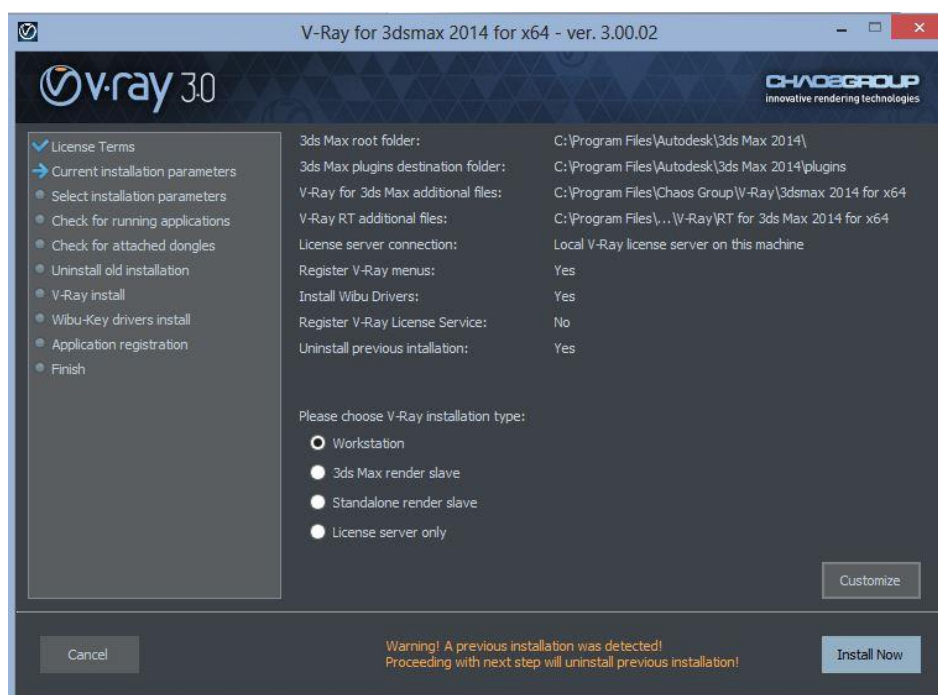 V-Ray for 3dsmax 2014 for x64 - ver. 3.00.02
v.ray 3.0
CHAOSGROUP
innovative rendering technologies
License Terms
Current installation parameters
Select installation parameters
Check for running applications
Check for attached dongles
Uninstall old installation
V-Ray install
Wibu-Key drivers install
Application registration
Finish
3ds Max root folder: C:\Program Files\Autodesk\3ds Max 2014\
3ds Max plugins destination folder: C:\Program Files\Autodesk\3ds Max 2014\plugins
V-Ray for 3ds Max additional files: C:\Program Files\Chaos Group\V-Ray\3dsmax 2014 for x64
V-Ray RT additional files: C:\Program Files\...\V-Ray\RT for 3ds Max 2014 for x64
License server connection: Local V-Ray license server on this machine
Register V-Ray menus: Yes
Install Wibu Drivers: Yes
Register V-Ray License Service: No
Uninstall previous intallation: Yes
Please choose V-Ray installation type:
Workstation
3ds Max render slave
Standalone render slave
License server only
Customize
Cancel
Warning! A previous installation was detected!
Proceeding with next step will uninstall previous installation!
Install Now